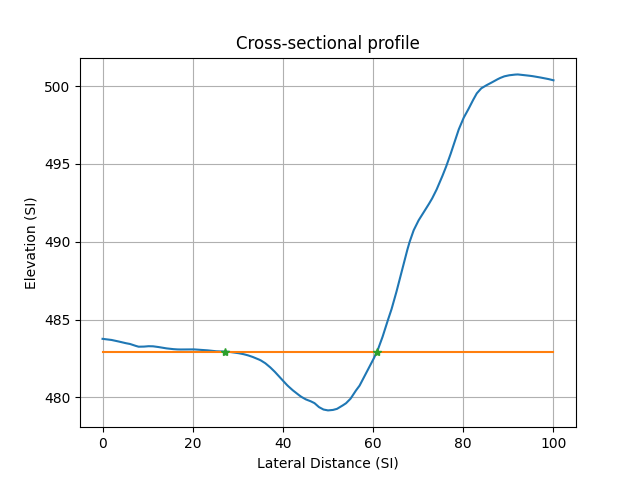 Cross-sectional profile
500
495
490
485
480
Elevation (SI)
0 20 40 60 80 100
Lateral Distance (SI)